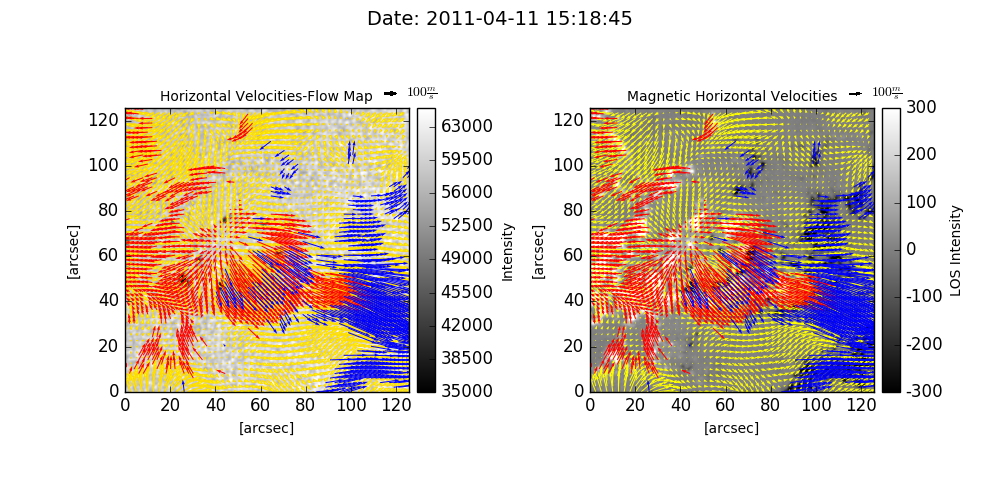 Date: 2011-04-11 15:18:45
Horizontal Velocities-Flow Map
100 m/s
120
100
80
60
40
20
0
0 20 40 60 80 100 120
[arcsec]
[arcsec]
63000
59500
56000
52500
49000
45500
42000
38500
35000
Intensity
Magnetic Horizontal Velocities
100 m/s
120
100
80
60
40
20
0
0 20 40 60 80 100 120
[arcsec]
[arcsec]
300
200
100
0
-100
-200
-300
LOS Intensity